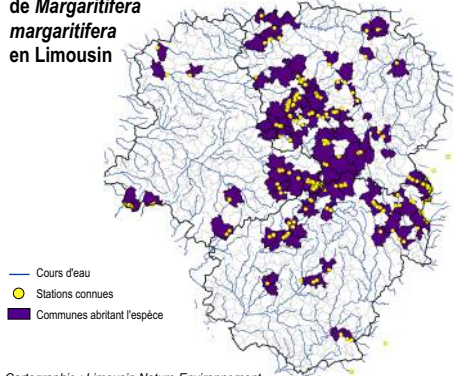 de Margaritifera
margaritifera
en Limousin
Cours d'eau
Stations connues
Communes abritant l'espèce
Cartographie : Limousin Nature Environnement